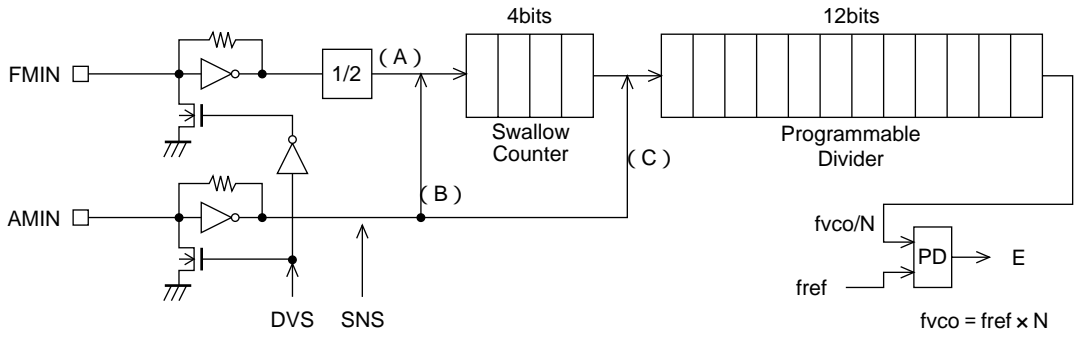 4bits
12bits
FMIN
1/2
(A)
Swallow
Counter
Programmable
Divider
(C)
(B)
AMIN
fvco/N
PD
E
fref
DVS
SNS
fvco = fref × N